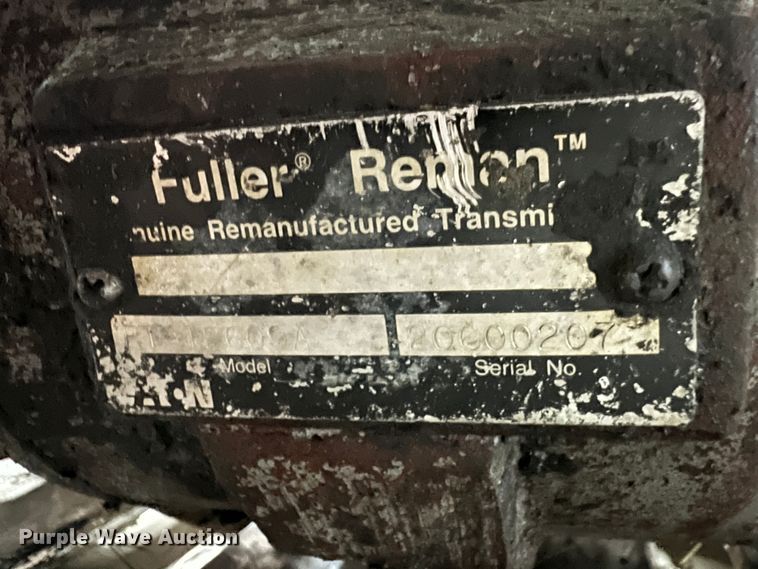 Fuller® Reman™
nuine Remanufactured Transmi
Model
Serial No.
Purple Wave Auction